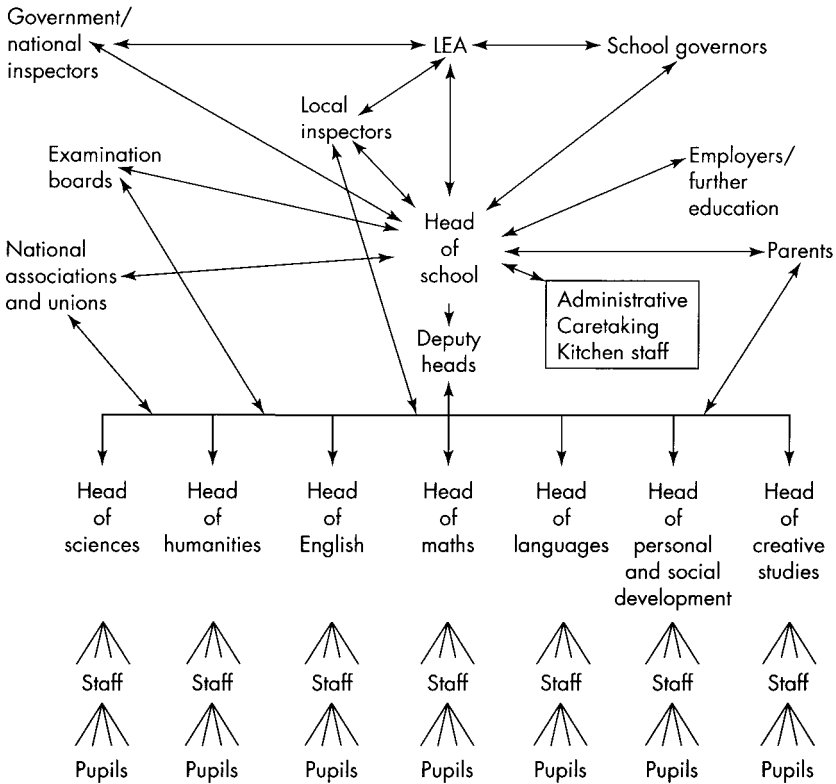 Government/
national
inspectors
LEA
School governors
Local
inspectors
Examination
boards
Employers/
further
education
Head
of
school
National
associations
and unions
Parents
Administrative
Caretaking
Kitchen staff
Deputy
heads
Head
of
sciences
Head
of
humanities
Head
of
English
Head
of
maths
Head
of
languages
Head
of
personal
and social
development
Head
of
creative
studies
Staff Staff Staff Staff Staff Staff Staff
Pupils Pupils Pupils Pupils Pupils Pupils Pupils